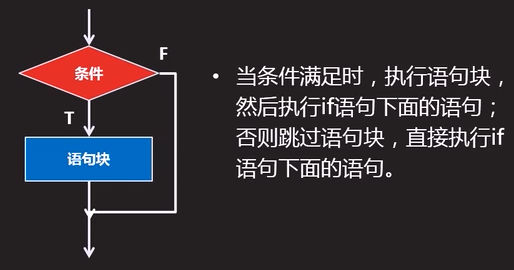 F
条件
T
语句块
• 当条件满足时，执行语句块，
然后执行if语句下面的语句；
否则跳过语句块，直接执行if
语句下面的语句。